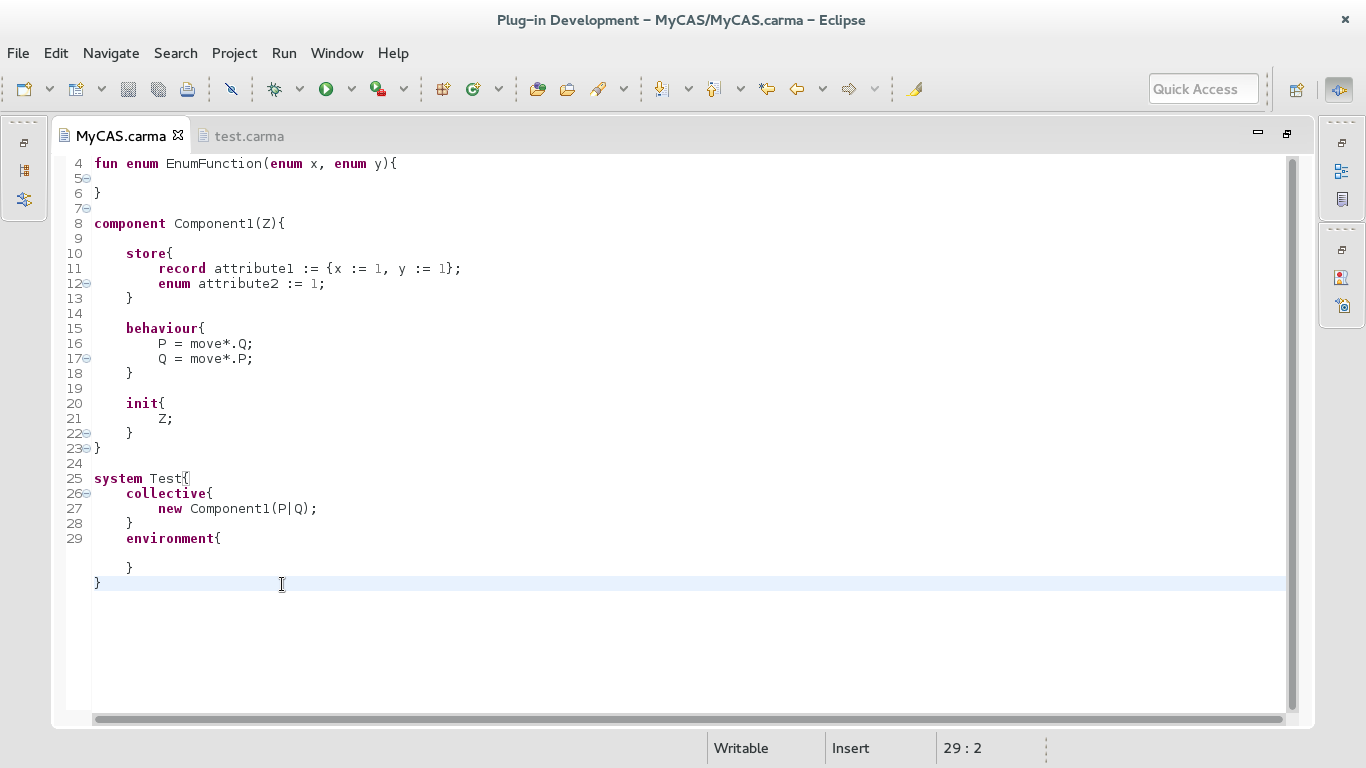 Plug-in Development - MyCAS/MyCAS.carma - Eclipse
File Edit Navigate Search Project Run Window Help
Quick Access
MyCAS.carma test.carma
4 fun enum EnumFunction(enum x, enum y){
5
6 }
7
8 component Component1(Z){
9
10 store{
11 record attribute1 := {x := 1, y := 1};
12 enum attribute2 := 1;
13 }
14
15 behaviour{
16 P = move*.Q;
17 Q = move*.P;
18 }
19
20 init{
21 Z;
22 }
23 }
24
25 system Test{
26 collective{
27 new Component1(P|Q);
28 }
29 environment{
}
}
Writable Insert 29 : 2